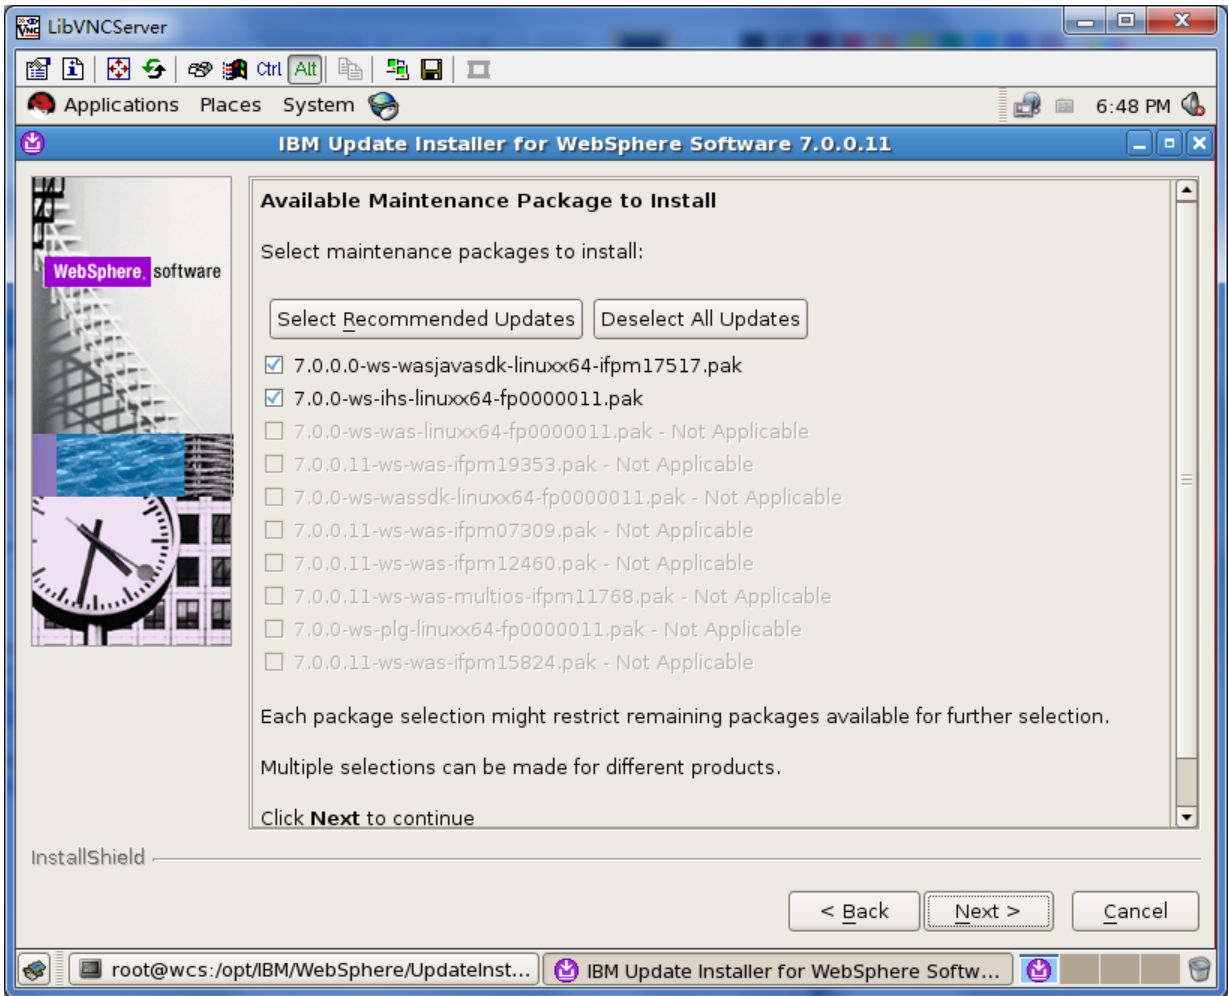 LibVNCServer
Ctrl Alt
Applications Places System 6:48 PM
IBM Update Installer for WebSphere Software 7.0.0.11
WebSphere. software
Available Maintenance Package to Install
Select maintenance packages to install:
Select Recommended Updates Deselect All Updates
7.0.0.0-ws-wasjavasdk-linuxx64-ifpm17517.pak
7.0.0-ws-ihs-linuxx64-fp0000011.pak
7.0.0-ws-was-linuxx64-fp0000011.pak - Not Applicable
7.0.0.11-ws-was-ifpm19353.pak - Not Applicable
7.0.0-ws-wassdk-linuxx64-fp0000011.pak - Not Applicable
7.0.0.11-ws-was-ifpm07309.pak - Not Applicable
7.0.0.11-ws-was-ifpm12460.pak - Not Applicable
7.0.0.11-ws-was-multios-ifpm11768.pak - Not Applicable
7.0.0-ws-plg-linuxx64-fp0000011.pak - Not Applicable
7.0.0.11-ws-was-ifpm15824.pak - Not Applicable
Each package selection might restrict remaining packages available for further selection.
Multiple selections can be made for different products.
Click Next to continue
InstallShield
< Back Next > Cancel
root@wcs:/opt/IBM/WebSphere/UpdateInst... IBM Update Installer for WebSphere Softw...